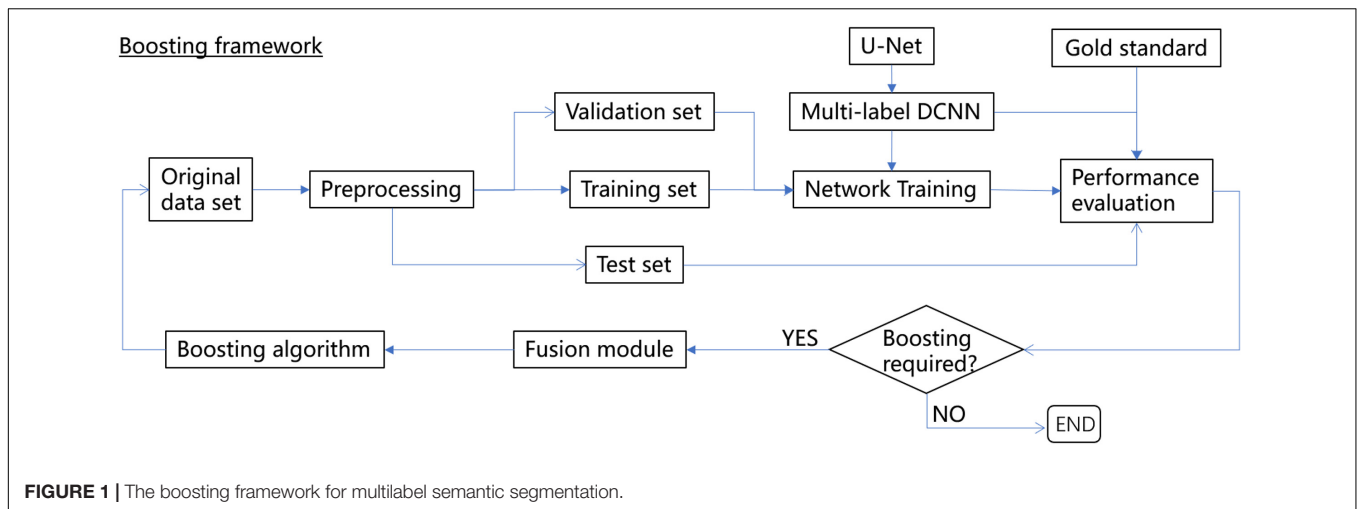 Boosting framework
U-Net
Gold standard
Validation set
Multi-label DCNN
Original
data set
Preprocessing
Training set
Network Training
Performance
evaluation
Test set
Boosting algorithm
Fusion module
YES
Boosting
required?
NO
END
FIGURE 1 | The boosting framework for multilabel semantic segmentation.